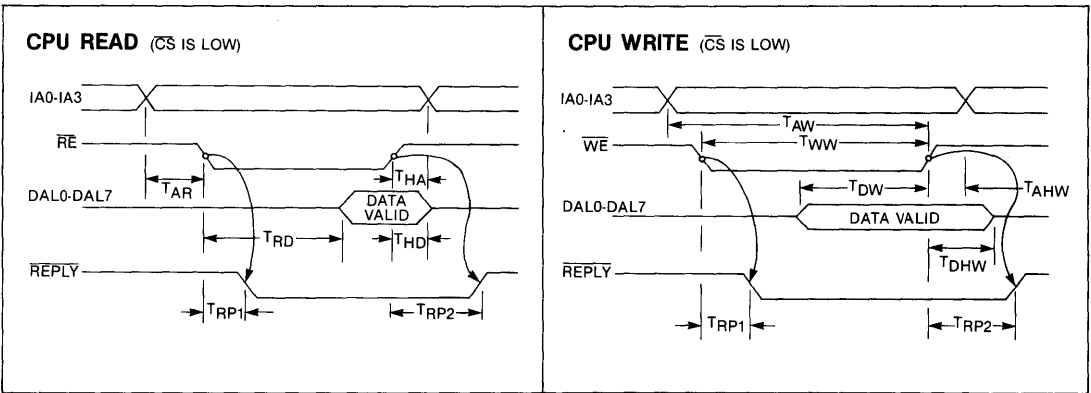 CPU READ (CS IS LOW)
IA0-IA3
RE
TAR
THA
DAL0-DAL7
DATA
VALID
TRD
THD
REPLY
TRP1
TRP2
CPU WRITE (CS IS LOW)
IA0-IA3
TAW
WE
TWW
TDW
TAHW
DAL0-DAL7
DATA VALID
TDHW
REPLY
TRP1
TRP2